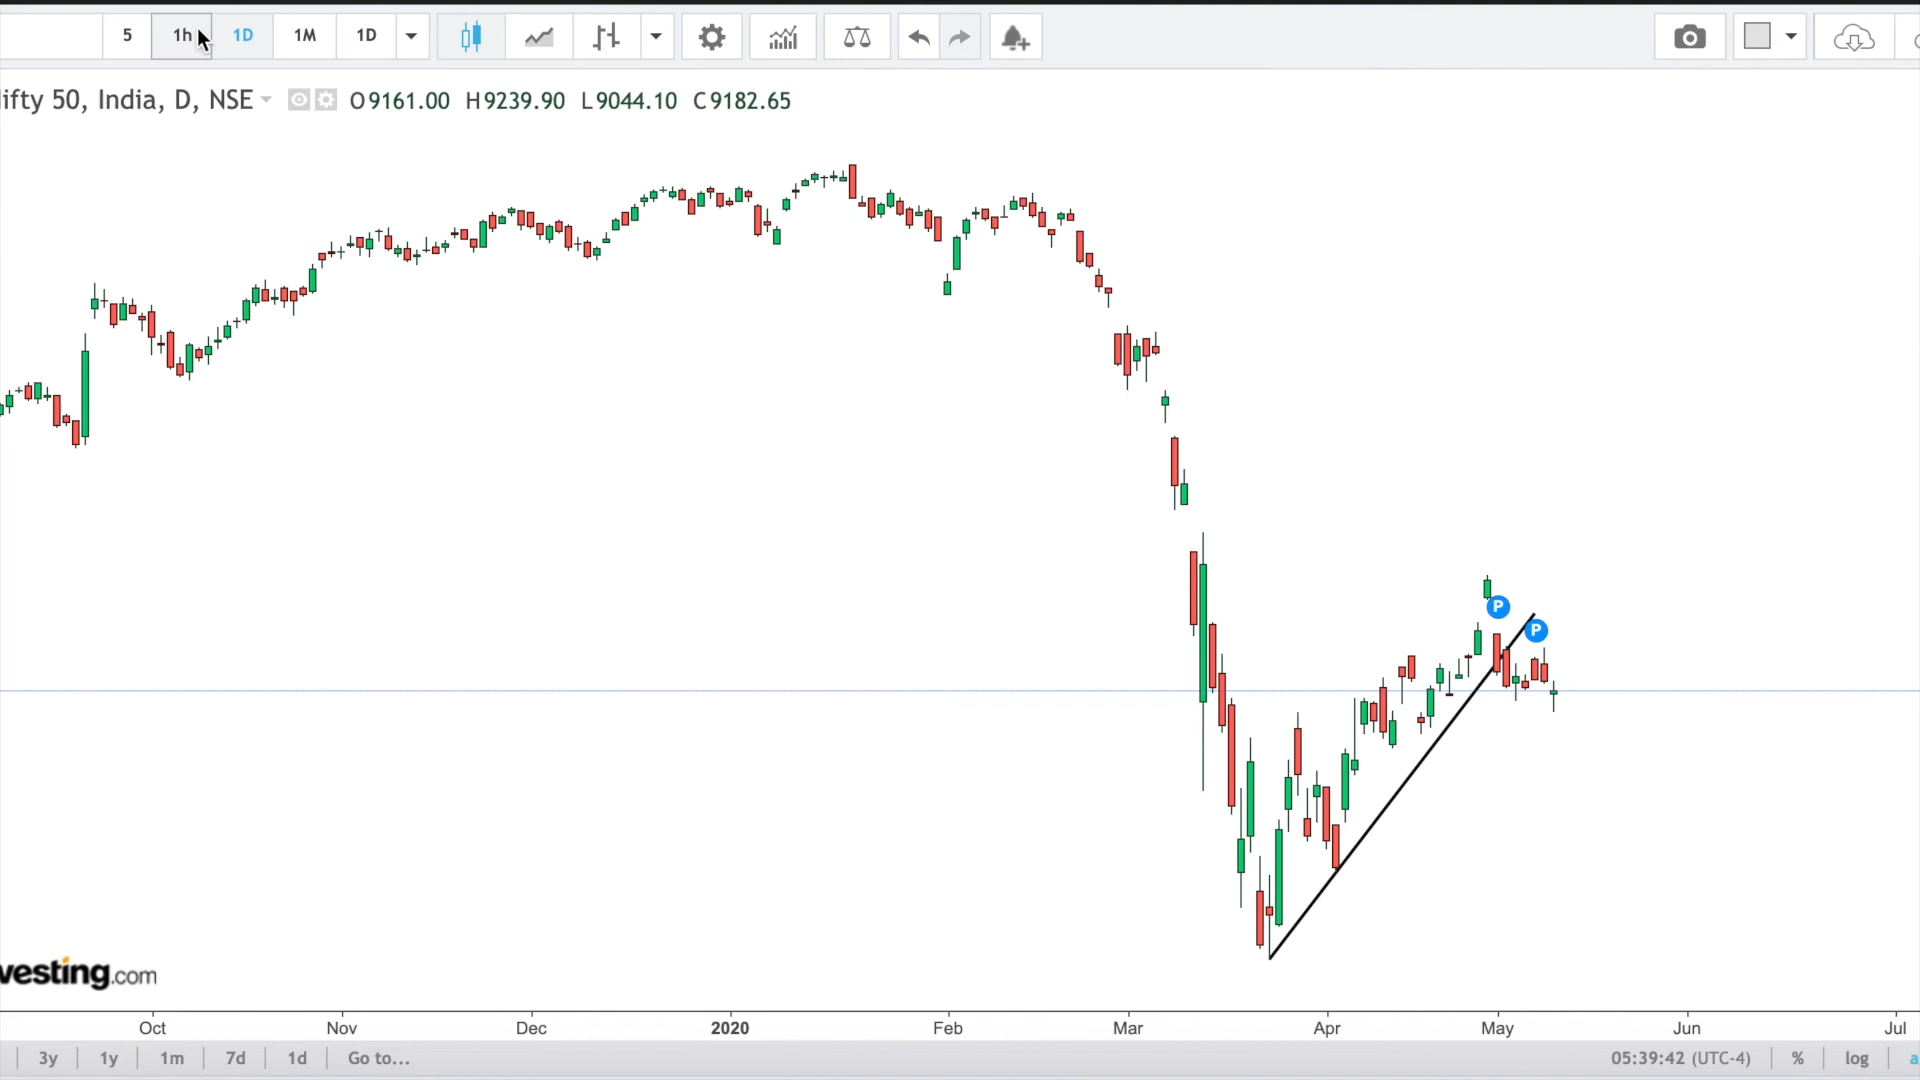 5 1h 1D 1M 1D
ifty 50, India, D, NSE O9161.00 H9239.90 L9044.10 C9182.65
P
P
vesting.com
Oct Nov Dec 2020 Feb Mar Apr May Jun Jul
3y 1y 1m 7d 1d Go to... 05:39:42 (UTC-4) % log a